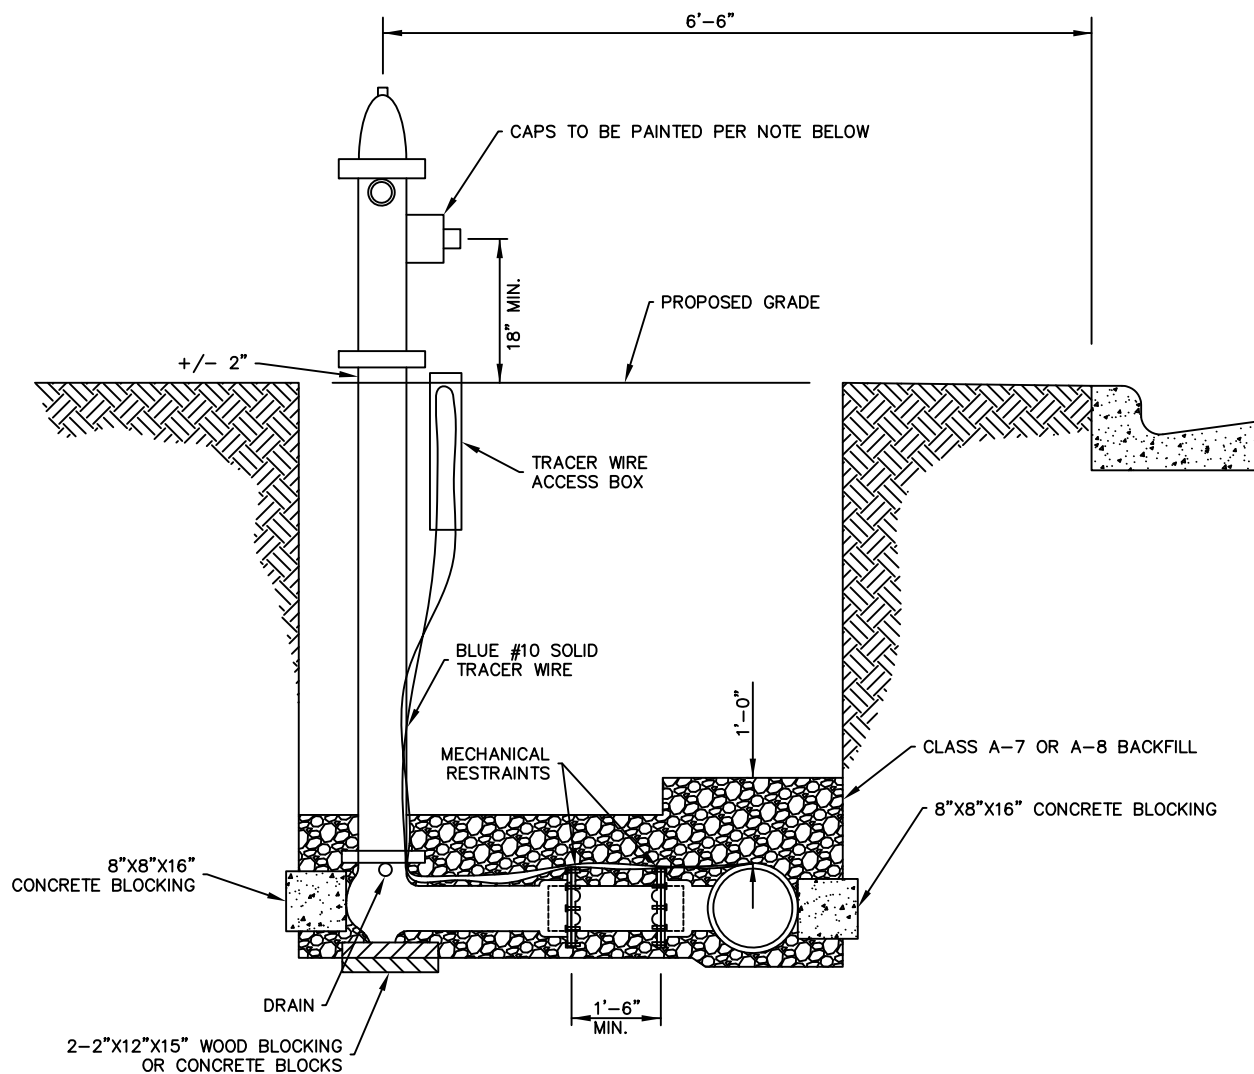 6'-6"
CAPS TO BE PAINTED PER NOTE BELOW
18" MIN.
PROPOSED GRADE
+/- 2"
TRACER WIRE
ACCESS BOX
BLUE #10 SOLID
TRACER WIRE
1'-0"
MECHANICAL
RESTRAINTS
CLASS A-7 OR A-8 BACKFILL
8"X8"X16" CONCRETE BLOCKING
8"X8"X16"
CONCRETE BLOCKING
DRAIN
1'-6"
MIN.
2-2"X12"X15" WOOD BLOCKING
OR CONCRETE BLOCKS